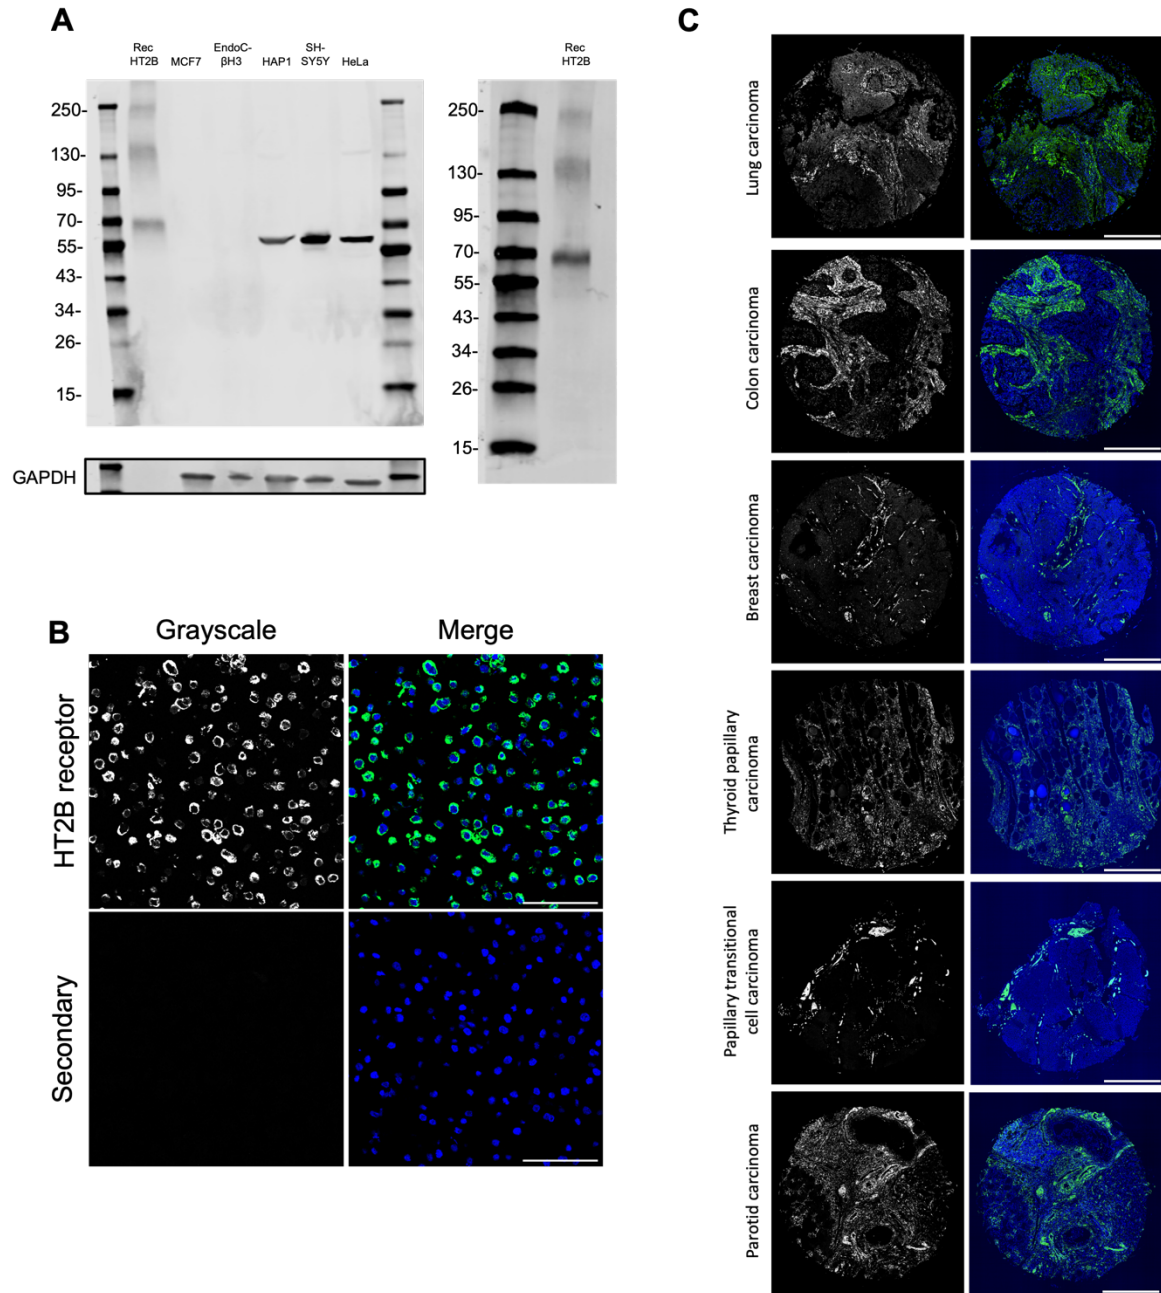 A
Rec
HT2B
MCF7
EndoC-
βH3
HAP1
SH-
SY5Y
HeLa
250-
130-
95-
70-
55-
43-
34-
26-
15-
GAPDH
Rec
HT2B
250-
130-
95-
70-
55-
43-
34-
26-
15-
B
Grayscale
Merge
HT2B receptor
Secondary
C
Lung carcinoma
Colon carcinoma
Breast carcinoma
Thyroid papillary
carcinoma
Papillary transitional
cell carcinoma
Parotid carcinoma